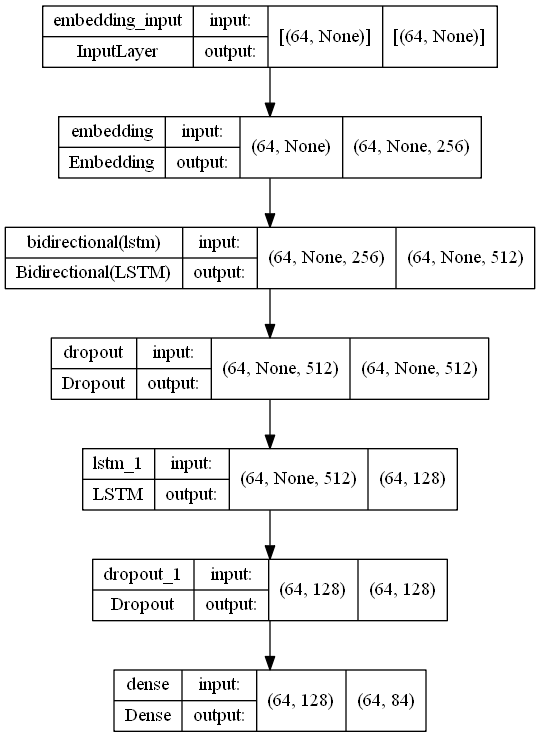 embedding_input input: [(64, None)] [(64, None)]
InputLayer output:
embedding input: (64, None) (64, None, 256)
Embedding output:
bidirectional(lstm) input: (64, None, 256) (64, None, 512)
Bidirectional(LSTM) output:
dropout input: (64, None, 512) (64, None, 512)
Dropout output:
lstm_1 input: (64, None, 512) (64, 128)
LSTM output:
dropout_1 input: (64, 128) (64, 128)
Dropout output:
dense input: (64, 128) (64, 84)
Dense output: